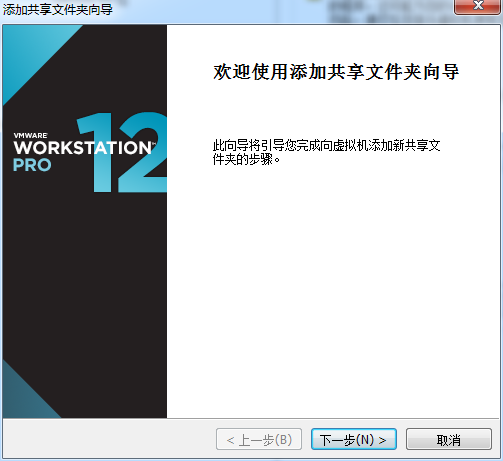 添加共享文件夹向导
欢迎使用添加共享文件夹向导
VMWARE
WORKSTATION
PRO
12
此向导将引导您完成向虚拟机添加新共享文
件夹的步骤。
< 上一步(B)
下一步(N) >
取消